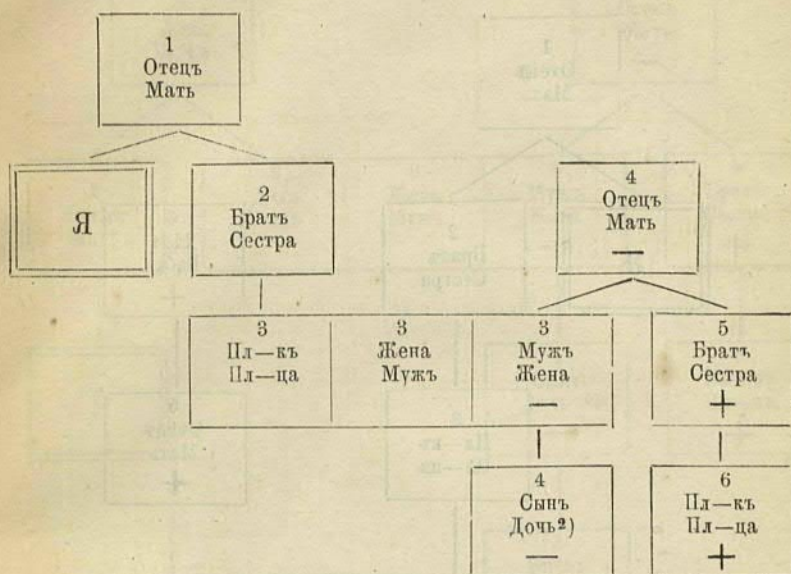 1
Отецъ
Мать
Я
2
Братъ
Сестра
4
Отецъ
Мать
—
3
Пл—къ
Пл—ца
3
Жена
Мужъ
3
Мужъ
Жена
—
5
Братъ
Сестра
+
4
Сынъ
Дочь²)
—
6
Пл—къ
Пл—ца
+